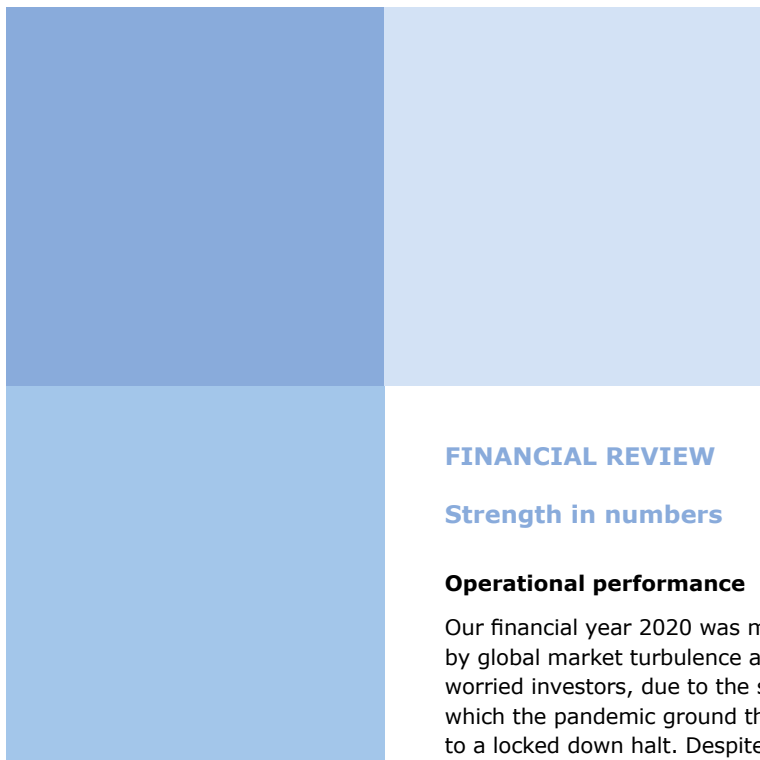 FINANCIAL REVIEW
Strength in numbers
Operational performance
Our financial year 2020 was
by global market turbulence
worried investors, due to the
which the pandemic ground
to a locked down halt. Despite